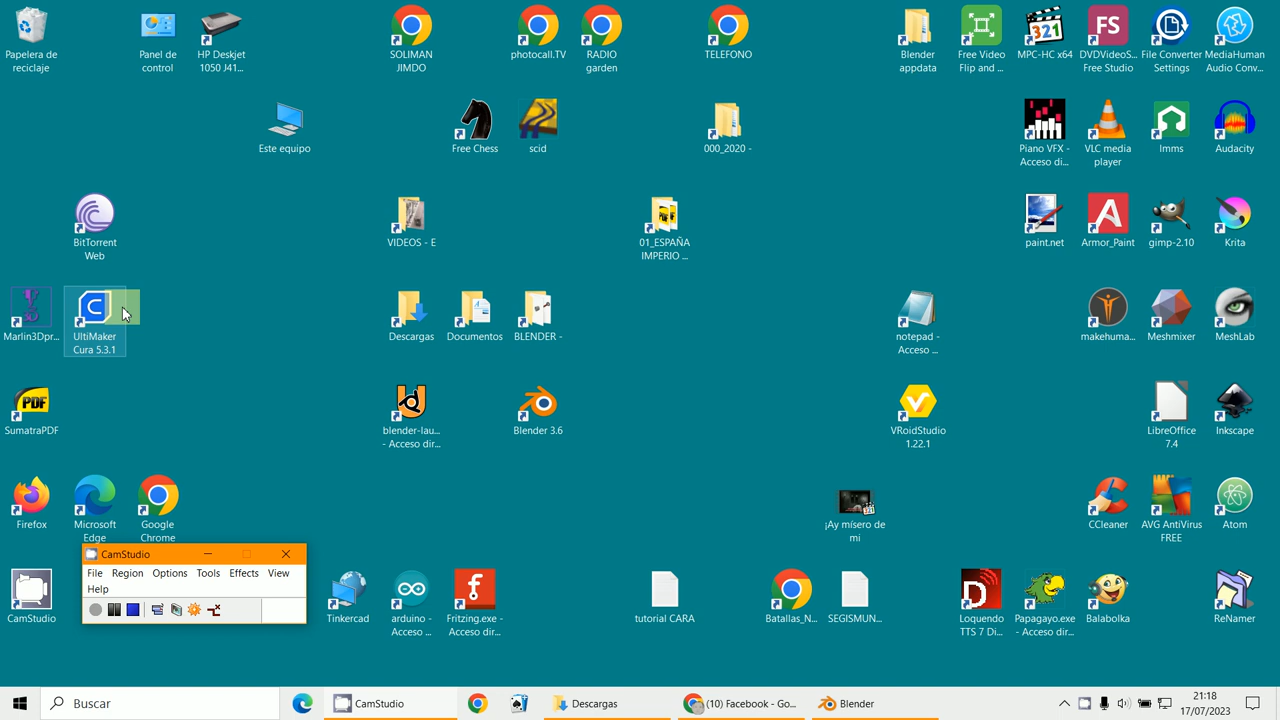 Papelera de
reciclaje
Panel de
control
HP Deskjet
1050 J41...
SOLIMAN
JIMDO
photocall.TV
RADIO
garden
TELEFONO
Blender
appdata
Free Video
Flip and ...
321
MPC-HC x64
FS
DVDVideoS...
Free Studio
File Converter
Settings
MediaHuman
Audio Conv...
Este equipo
Free Chess
scid
000_2020 -
Piano VFX -
Acceso di...
VLC media
player
lmms
Audacity
BitTorrent
Web
VIDEOS - E
PDF
01_ESPAÑA
IMPERIO ...
paint.net
Armor_Paint
gimp-2.10
Krita
Marlin3Dpr...
UltiMaker
Cura 5.3.1
Descargas
Documentos
BLENDER -
notepad -
Acceso ...
makehuma...
Meshmixer
MeshLab
PDF
SumatraPDF
blender-lau...
- Acceso dir...
Blender 3.6
VRoidStudio
1.22.1
LibreOffice
7.4
Inkscape
Firefox
Microsoft
Edge
Google
Chrome
¡Ay mísero de
mi
CCleaner
AVG AntiVirus
FREE
Atom
CamStudio
File Region Options Tools Effects View
Help
CamStudio
Tinkercad
arduino -
Acceso ...
Fritzing.exe -
Acceso dir...
tutorial CARA
Batallas_N...
SEGISMUN...
Loquendo
TTS 7 Di...
Papagayo.exe
- Acceso dir...
Balabolka
ReNamer
Buscar
CamStudio
Descargas
(10) Facebook - Go...
Blender
21:18
17/07/2023